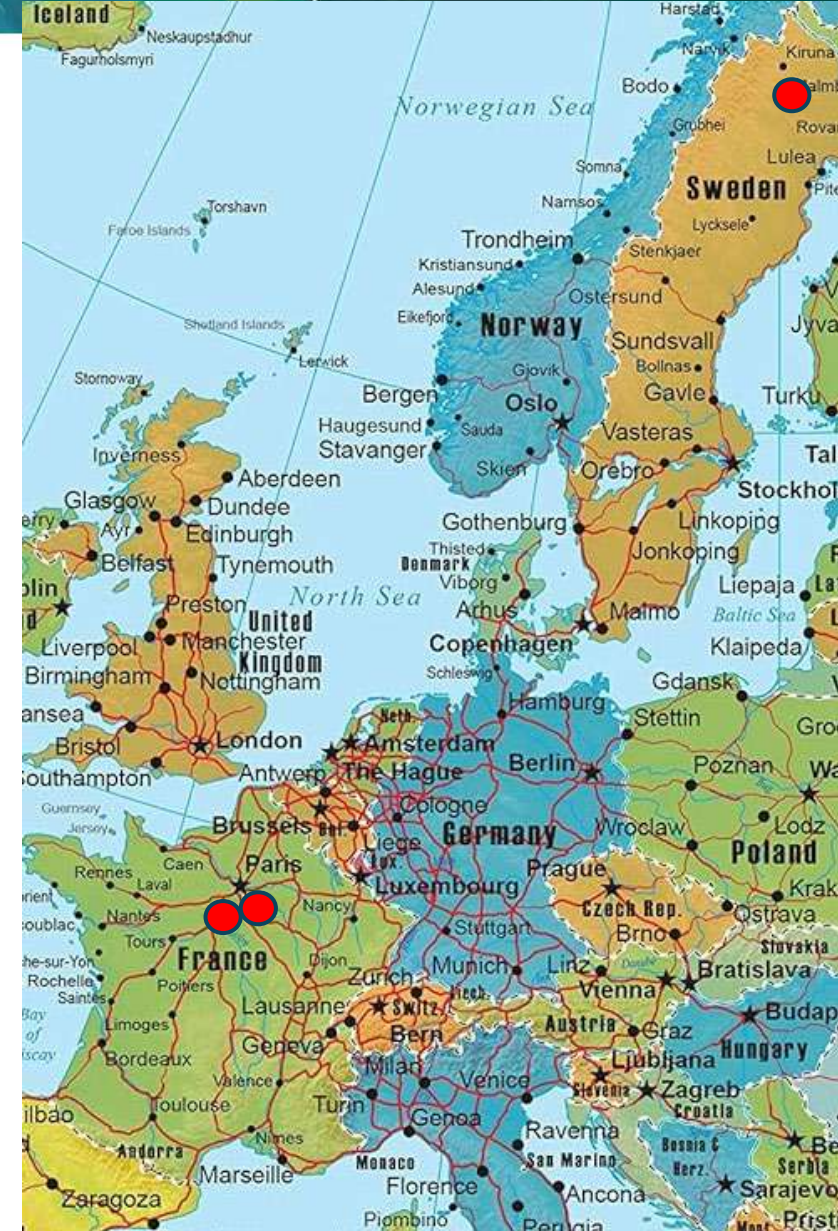 Iceland
Neskaupstadhur
Fagurholsmyri
Harstad
Narvik
Kiruna
Bodo
Norwegian Sea
Grubhei
Lulea
Somna
Sweden
Torshavn
Namsos
Lycksele
Faroe Islands
Trondheim
Stenkjaer
Kristiansund
Alesund
Ostersund
Eikefjord
Norway
Shetland Islands
Sundsvall
Lerwick
Bollnas
Gjovik
Stornoway
Bergen
Oslo
Gavle
Turku
Haugesund
Sauda
Vasteras
Stavanger
Inverness
Skien
Orebro
Aberdeen
Glasgow
Dundee
Gothenburg
Linkoping
Ayr
Edinburgh
Thisted
Jonkoping
Belfast
Denmark
Tynemouth
Viborg
Liepaja
North Sea
Arhus
Malmo
Baltic Sea
Preston
United
Kingdom
Copenhagen
Klaipeda
Liverpool
Manchester
Schleswig
Birmingham
Nottingham
Gdansk
Hamburg
Neth.
Stettin
Bristol
London
Amsterdam
Berlin
Southampton
Antwerp
The Hague
Poznan
Guernsey
Cologne
Jersey
Brussels
Bel.
Germany
Wroclaw
Lodz
Liege
Poland
Caen
Paris
Lux.
Prague
Rennes
Laval
Luxembourg
Krak
Nantes
Nancy
Czech Rep.
Ostrava
Tours
Stuttgart
Brno
France
Slovakia
Dijon
Munich
Linz
Danube
Bratislava
Rochelle
Poitiers
Zurich
Liech.
Vienna
Saintes
Lausanne
Switz.
Budap
Bay
of
Limoges
Bern
Austria
Graz
Geneva
Hungary
Bordeaux
Milan
Ljubljana
Valence
Venice
Slovenia
Zagreb
Toulouse
Turin
Croatia
Genoa
Nimes
Ravenna
Bosnia &
Herz.
Andorra
Monaco
San Marino
Serbia
Marseille
Florence
Ancona
Sarajevo
Zaragoza
Piombino